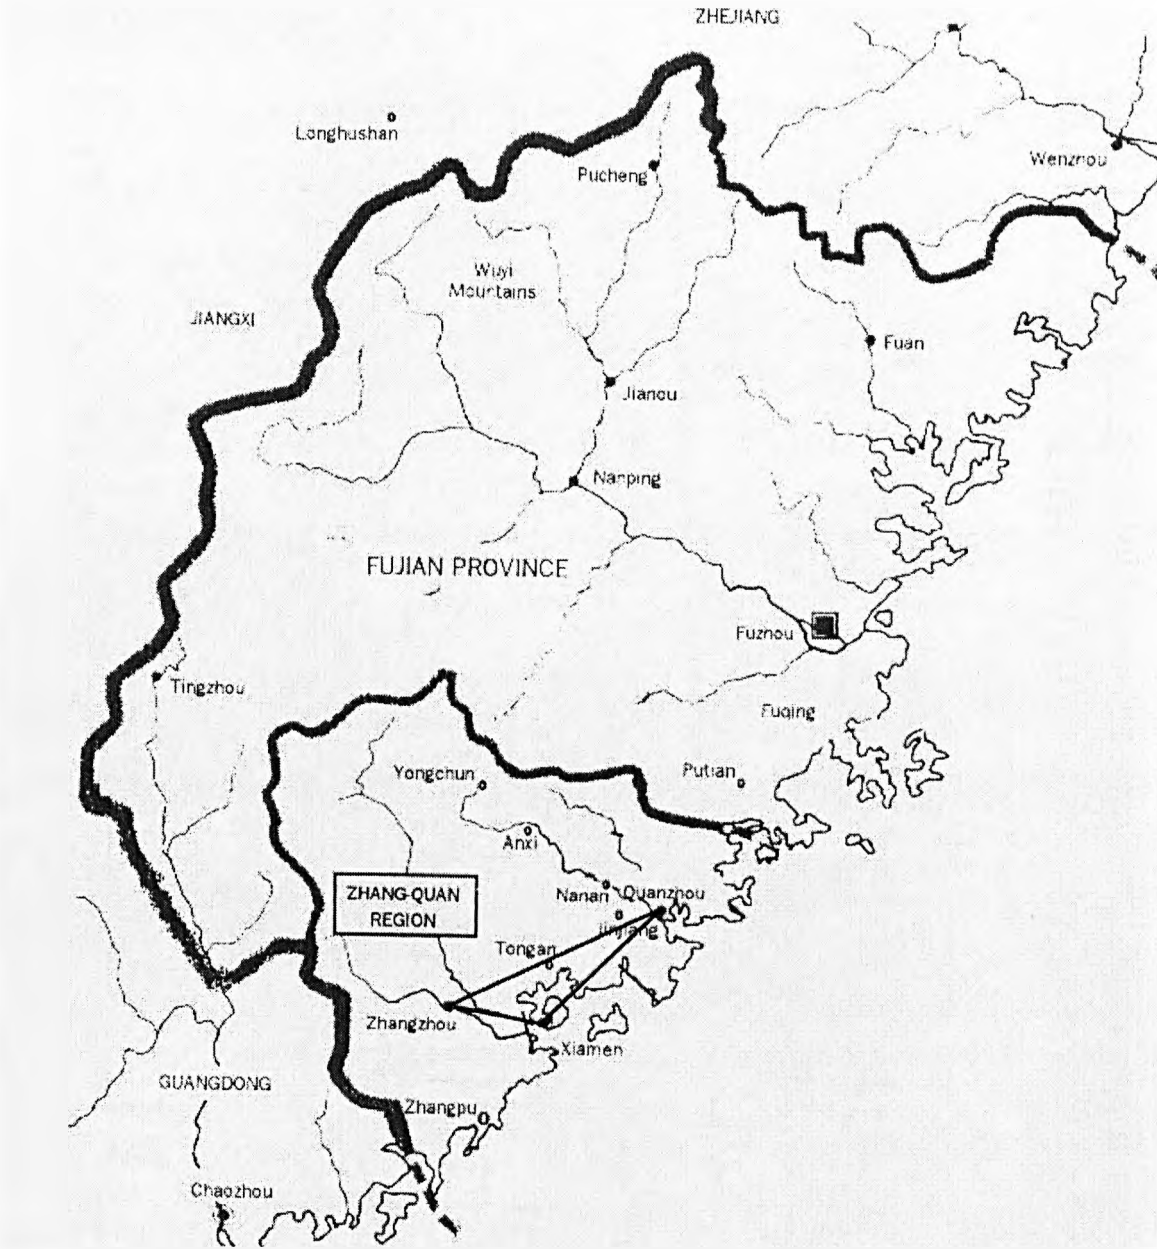 ZHEJIANG
Longhushan
Wenzhou
Pucheng
Wuyi
Mountains
JIANGXI
Fuan
Jianou
Nanping
FUJIAN PROVINCE
Fuzhou
Tingzhou
Fuqing
Yongchun
Putian
Anxi
ZHANG-QUAN
REGION
Nanan
Quanzhou
Jinjiang
Tongan
Zhangzhou
Xiamen
GUANGDONG
Zhangpu
Chaozhou